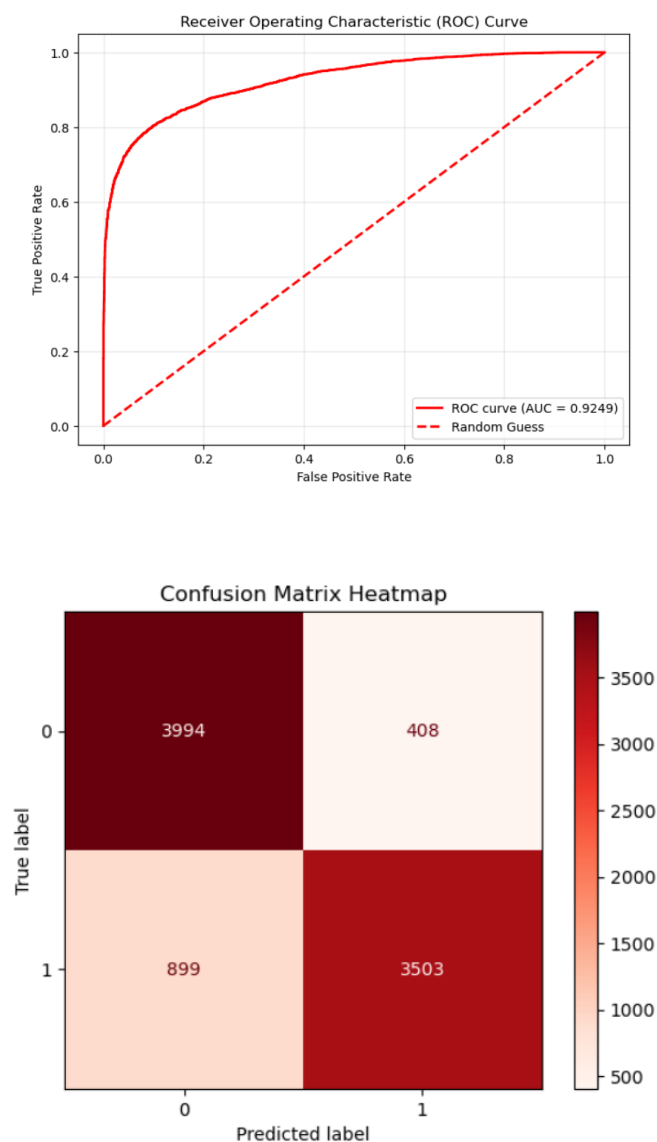 Receiver Operating Characteristic (ROC) Curve
1.0
0.8
0.6
0.4
0.2
0.0
True Positive Rate
ROC curve (AUC = 0.9249)
Random Guess
0.0 0.2 0.4 0.6 0.8 1.0
False Positive Rate
Confusion Matrix Heatmap
0 3994 408
1 899 3503
True label
0 1
Predicted label
3500
3000
2500
2000
1500
1000
500